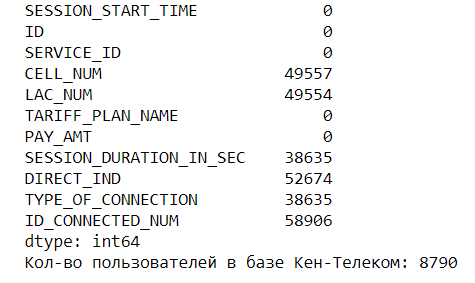 SESSION_START_TIME 0
ID 0
SERVICE_ID 0
CELL_NUM 49557
LAC_NUM 49554
TARIFF_PLAN_NAME 0
PAY_AMT 0
SESSION_DURATION_IN_SEC 38635
DIRECT_IND 52674
TYPE_OF_CONNECTION 38635
ID_CONNECTED_NUM 58906
dtype: int64
Кол-во пользователей в базе Кен-Телеком: 8790